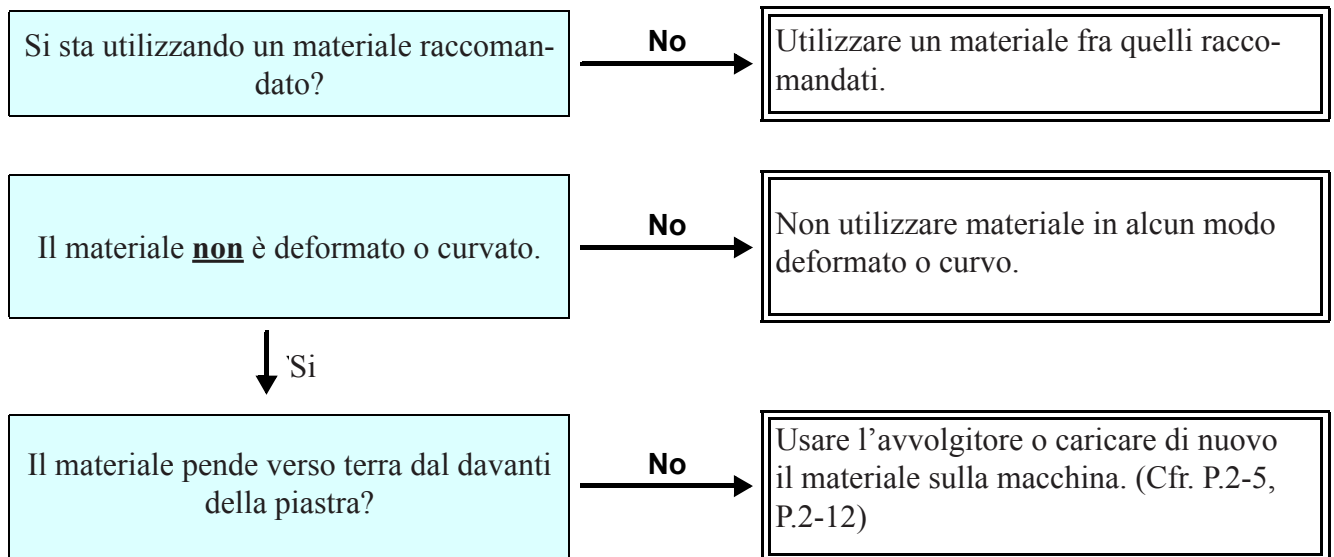 Si sta utilizzando un materiale raccoman-
dato?
No
Utilizzare un materiale fra quelli racco-
mandati.
Il materiale non è deformato o curvato.
No
Non utilizzare materiale in alcun modo
deformato o curvo.
Si
Il materiale pende verso terra dal davanti
della piastra?
No
Usare l’avvolgitore o caricare di nuovo
il materiale sulla macchina. (Cfr. P.2-5,
P.2-12)